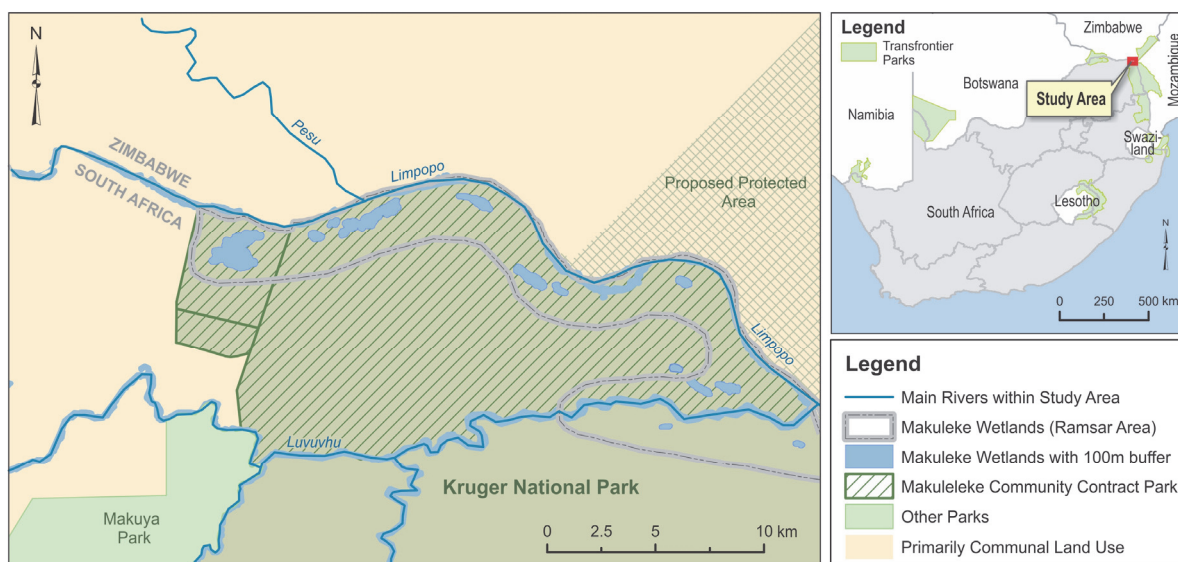 N
Pesu
Limpopo
ZIMBABWE
SOUTH AFRICA
Proposed Protected
Area
Limpopo
Luvuvhu
Kruger National Park
Makuya
Park
0 2.5 5 10 km
Legend
Transfrontier
Parks
Zimbabwe
Botswana
Mozambique
Study Area
Namibia
Swazi-
land
South Africa
Lesotho
N
0 250 500 km
Legend
Main Rivers within Study Area
Makuleke Wetlands (Ramsar Area)
Makuleke Wetlands with 100m buffer
Makuleleke Community Contract Park
Other Parks
Primarily Communal Land Use